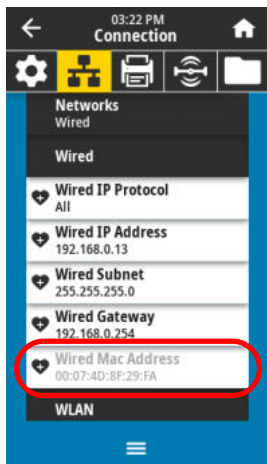 03:22 PM
Connection
Networks
Wired
Wired
Wired IP Protocol
All
Wired IP Address
192.168.0.13
Wired Subnet
255.255.255.0
Wired Gateway
192.168.0.254
Wired Mac Address
00:07:4D:8F:29:FA
WLAN